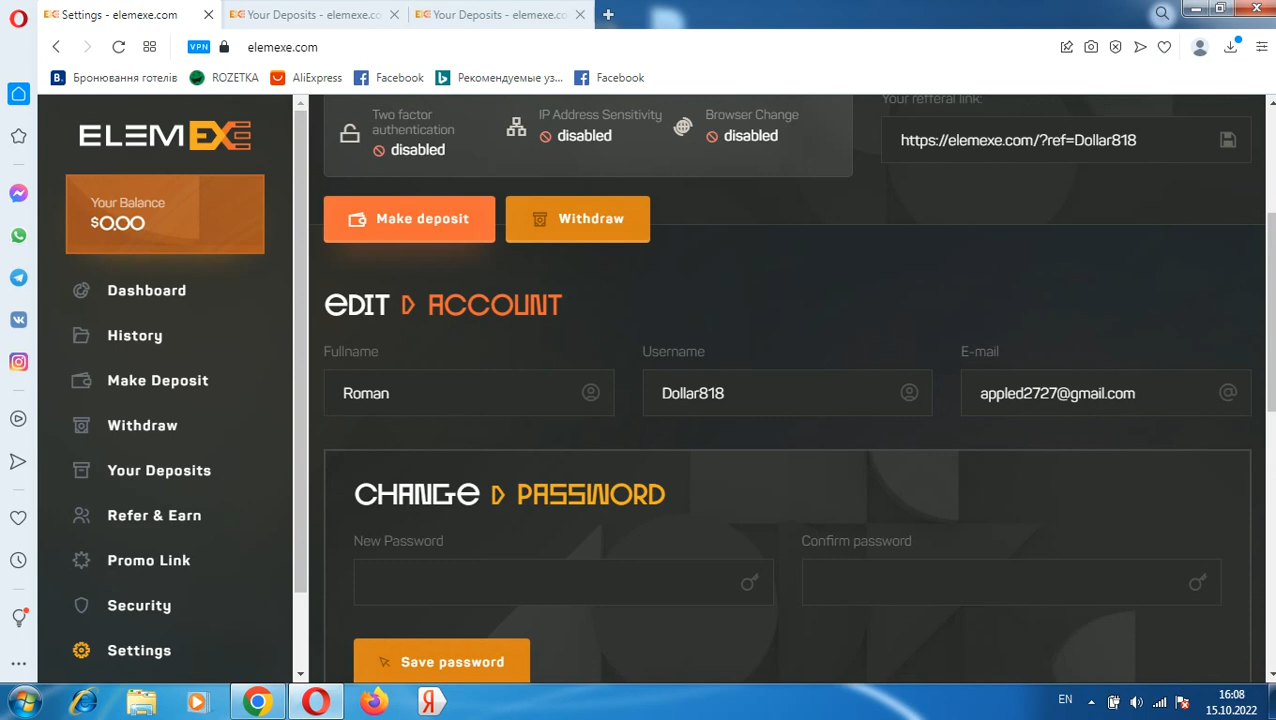 Settings - elemexe.com
Your Deposits - elemexe.co
Your Deposits - elemexe.co
VPN
elemexe.com
B. Бронювання готелів
ROZETKA
AliExpress
Facebook
Рекомендуемые уз...
Facebook
ELEMEXE
Your Balance
$0.00
Dashboard
History
Make Deposit
Withdraw
Your Deposits
Refer & Earn
Promo Link
Security
Settings
Two factor
authentication
disabled
IP Address Sensitivity
disabled
Browser Change
disabled
Your refferal link:
https://elemexe.com/?ref=Dollar818
Make deposit
Withdraw
EDIT ACCOUNT
Fullname
Roman
Username
Dollar818
E-mail
appled2727@gmail.com
CHANGE PASSWORD
New Password
Confirm password
Save password
EN
16:08
15.10.2022